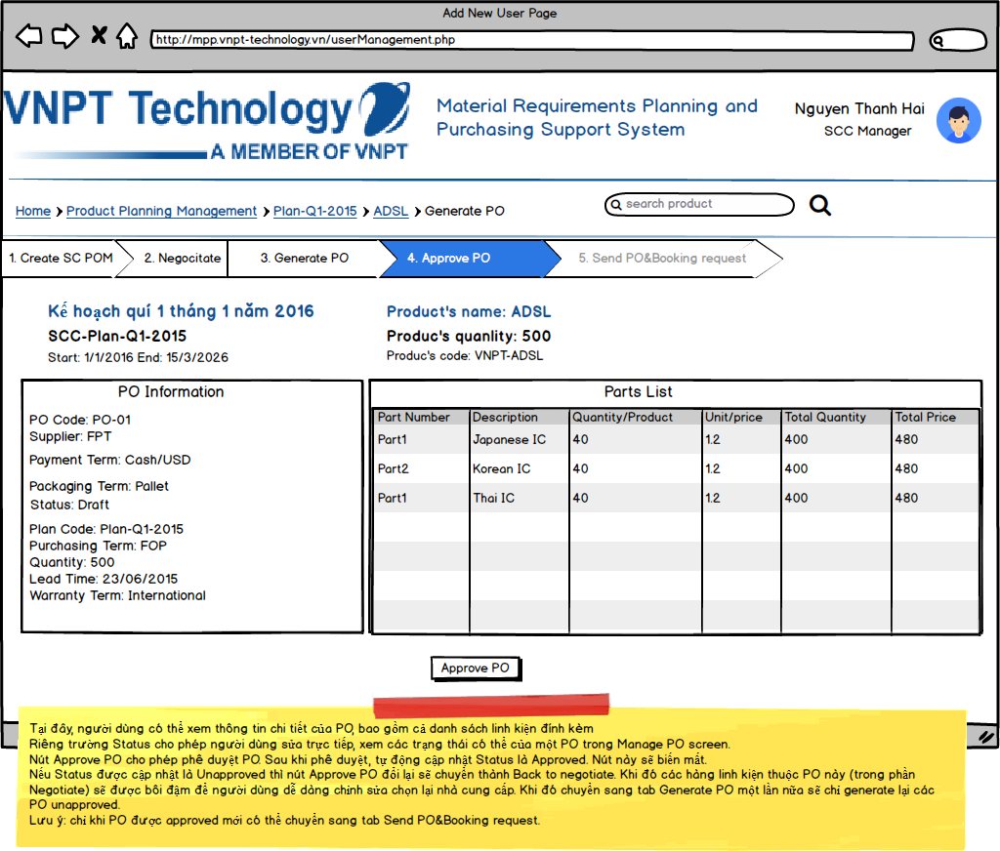 Add New User Page
http://mpp.vnpt-technology.vn/userManagement.php
VNPT Technology
A MEMBER OF VNPT
Material Requirements Planning and
Purchasing Support System
Nguyen Thanh Hai
SCC Manager
Home Product Planning Management Plan-Q1-2015 ADSL Generate PO
search product
1. Create SC POM 2. Negocitate 3. Generate PO 4. Approve PO 5. Send PO&Booking request
Kế hoạch quí 1 tháng 1 năm 2016
SCC-Plan-Q1-2015
Start: 1/1/2016 End: 15/3/2026
Product's name: ADSL
Produc's quanlity: 500
Produc's code: VNPT-ADSL
PO Information
PO Code: PO-01
Supplier: FPT
Payment Term: Cash/USD
Packaging Term: Pallet
Status: Draft
Plan Code: Plan-Q1-2015
Purchasing Term: FOP
Quantity: 500
Lead Time: 23/06/2015
Warranty Term: International
Parts List
Part Number Description Quantity/Product Unit/price Total Quantity Total Price
Part1 Japanese IC 40 1.2 400 480
Part2 Korean IC 40 1.2 400 480
Part1 Thai IC 40 1.2 400 480
Approve PO
Tại đây, người dùng có thể xem thông tin chi tiết của PO, bao gồm cả danh sách linh kiện đính kèm
Riêng trường Status cho phép người dùng sửa trực tiếp, xem các trạng thái có thể của một PO trong Manage PO screen.
Nút Approve PO cho phép phê duyệt PO. Sau khi phê duyệt, tự động cập nhật Status là Approved. Nút này sẽ biến mất.
Nếu Status được cập nhật là Unapproved thì nút Approve PO đổi lại sẽ chuyển thành Back to negotiate. Khi đó các hàng linh kiện thuộc PO này (trong phần
Negotiate) sẽ được bôi đậm để người dùng dễ dàng chỉnh sửa chọn lại nhà cung cấp. Khi đó chuyển sang tab Generate PO một lần nữa sẽ chỉ generate lại các
PO unapproved.
Lưu ý: chỉ khi PO được approved mới có thể chuyển sang tab Send PO&Booking request.